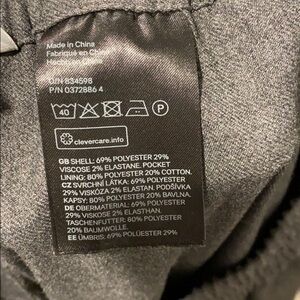 Made in China
Fabriqué en Chine
Hecho en China
O/N 834598
P/N 0372886 4
40
P
clevercare.info
GB SHELL: 69% POLYESTER 29%
VISCOSE 2% ELASTANE. POCKET
LINING: 80% POLYESTER 20% COTTON.
CZ SVRCHNÍ LÁTKA: 69% POLYESTER
29% VISKÓZA 2% ELASTAN. PODŠÍVKA
KAPSY: 80% POLYESTER 20% BAVLNA.
DE OBERMATERIAL: 69% POLYESTER
29% VISKOSE 2% ELASTHAN.
TASCHENFUTTER: 80% POLYESTER
20% BAUMWOLLE
EE ÜMBRIS: 69% POLÜESTER 29%